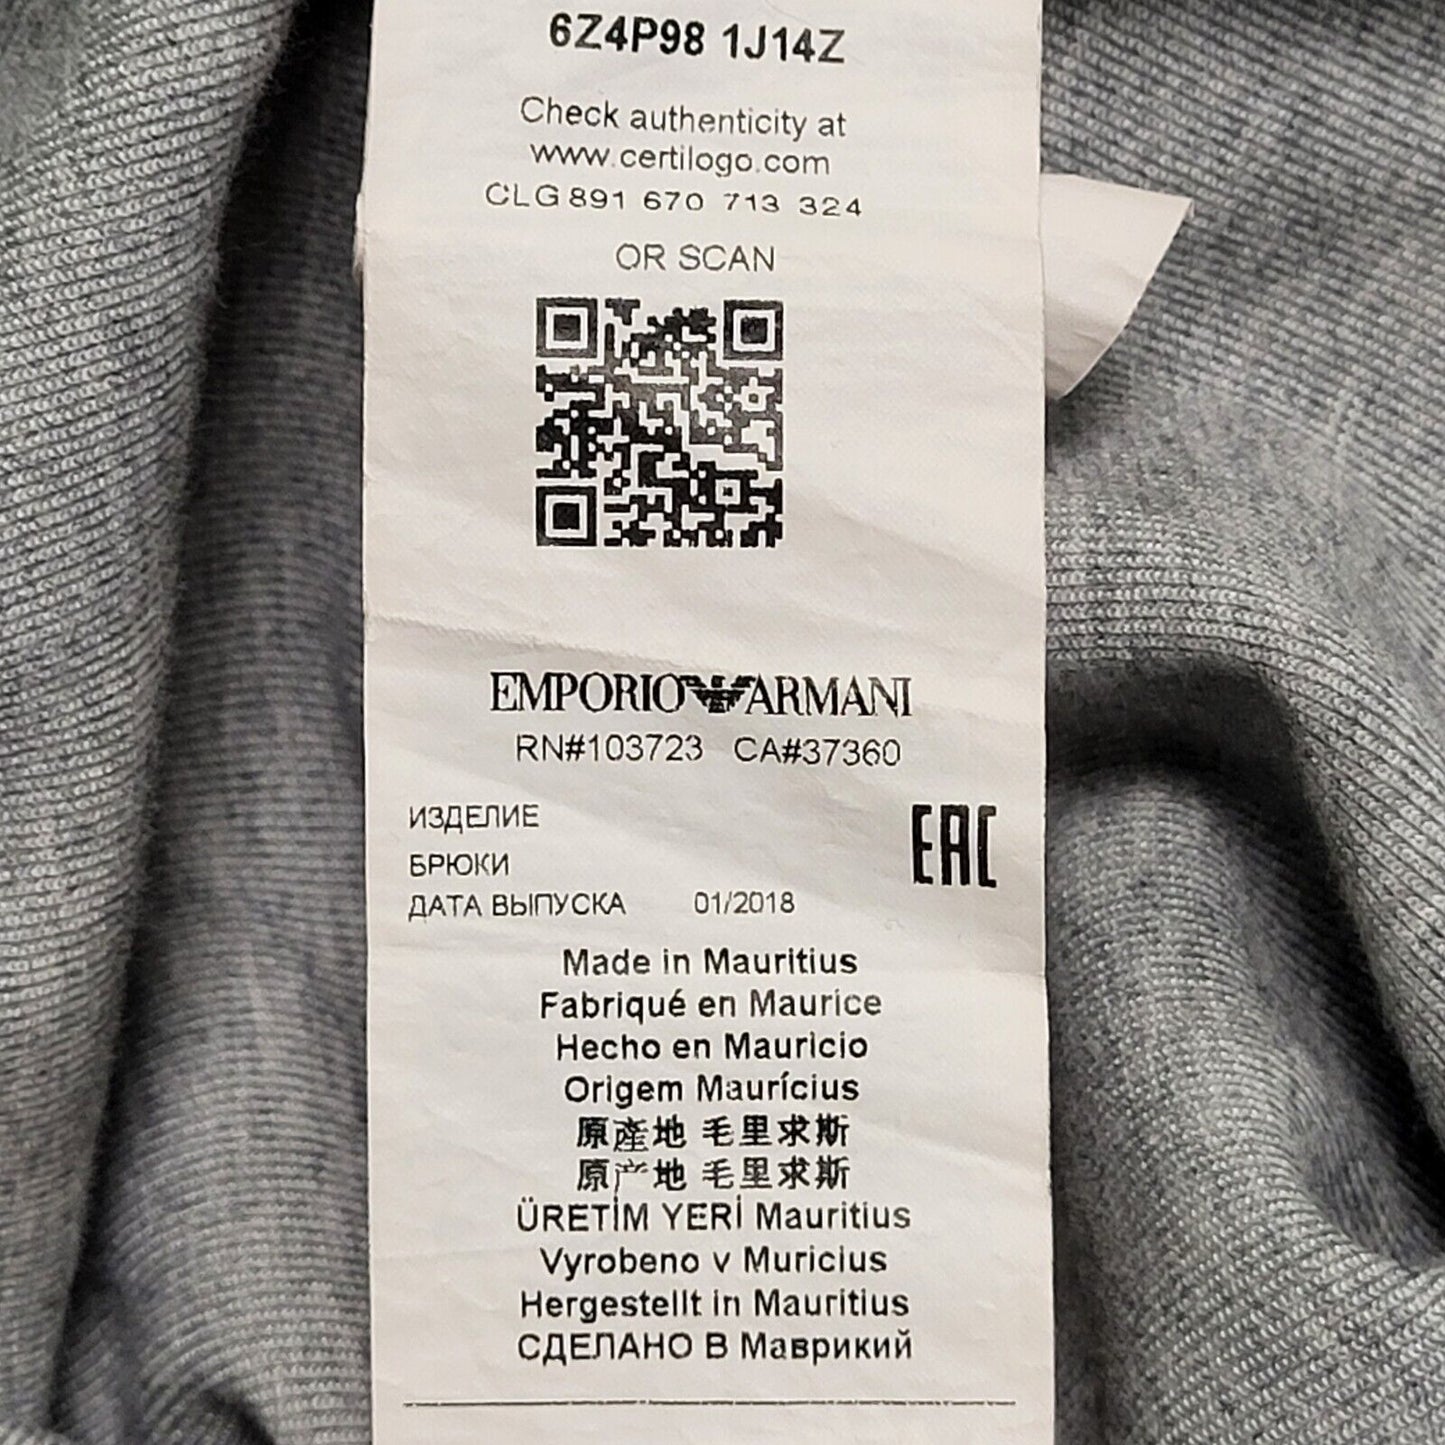 6Z4P98 1J14Z
Check authenticity at
www.certilogo.com
CLG 891 670 713 324
OR SCAN
EMPORIO ARMANI
RN#103723 CA#37360
ИЗДЕЛИЕ
EAC
БРЮКИ
ДАТА ВЫПУСКА 01/2018
Made in Mauritius
Fabriqué en Maurice
Hecho en Mauricio
Origem Maurícius
原產地 毛里求斯
原产地 毛里求斯
ÜRETİM YERİ Mauritius
Vyrobeno v Muricius
Hergestellt in Mauritius
СДЕЛАНО В Маврикий